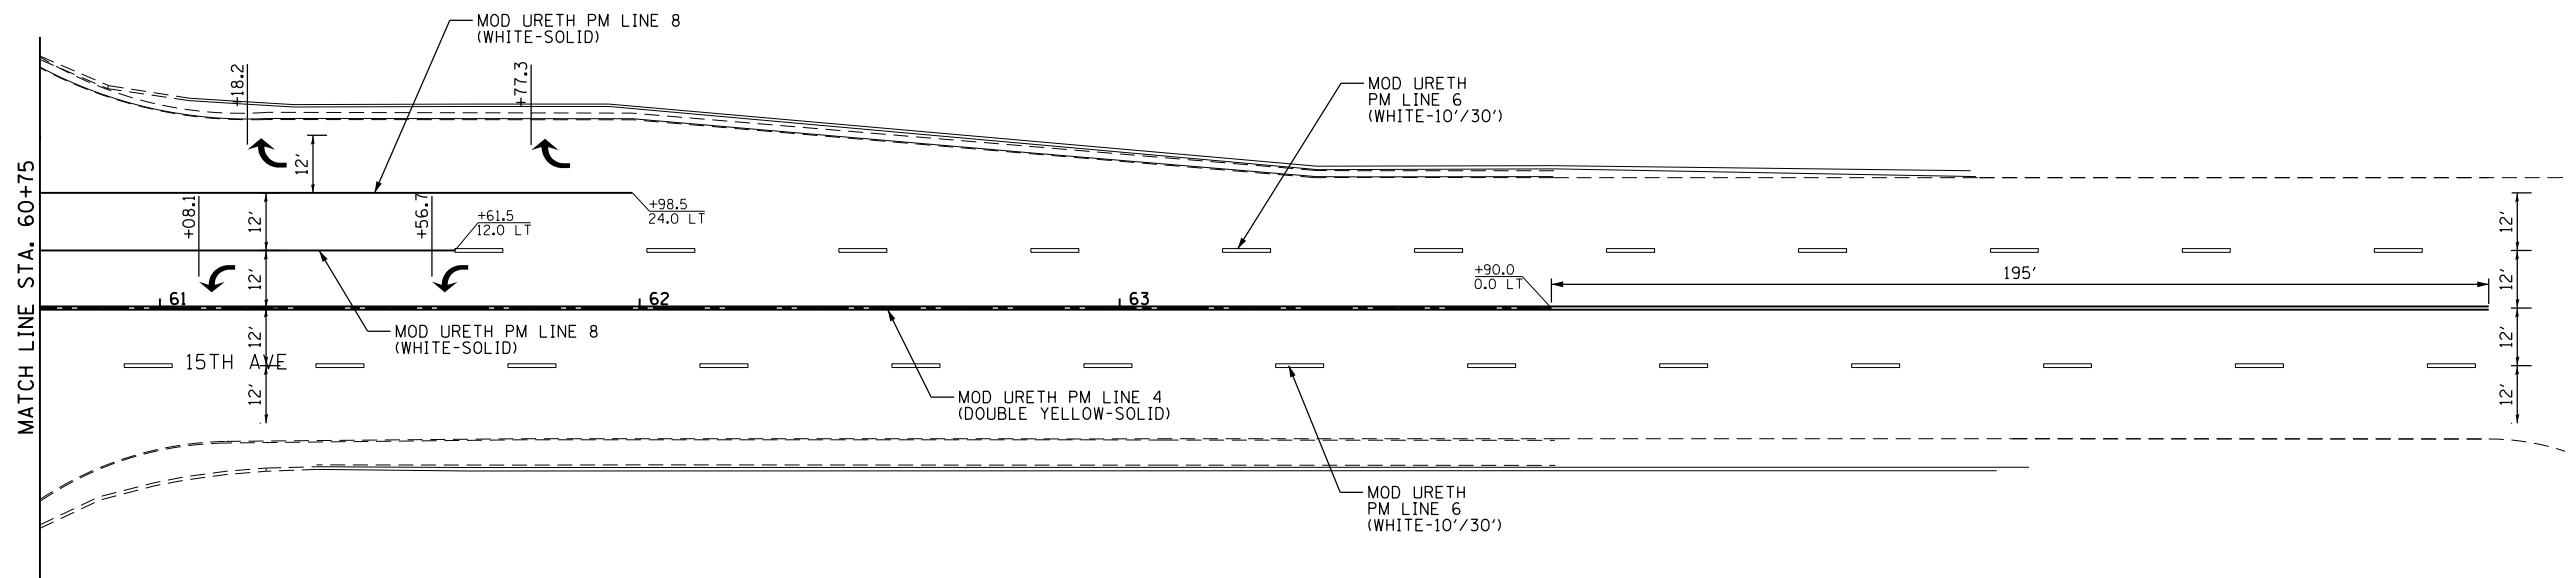 MOD URETH PM LINE 8
(WHITE-SOLID)
+18.2
+77.3
MOD URETH
PM LINE 6
(WHITE-10'/30')
12'
MATCH LINE STA. 60+75
+08.1
12'
+56.7
+61.5
12.0 LT
+98.5
24.0 LT
12'
12'
+90.0
0.0 LT
195'
12'
61
62
63
MOD URETH PM LINE 8
(WHITE-SOLID)
12'
15TH AVE
12'
12'
12'
MOD URETH PM LINE 4
(DOUBLE YELLOW-SOLID)
MOD URETH
PM LINE 6
(WHITE-10'/30')